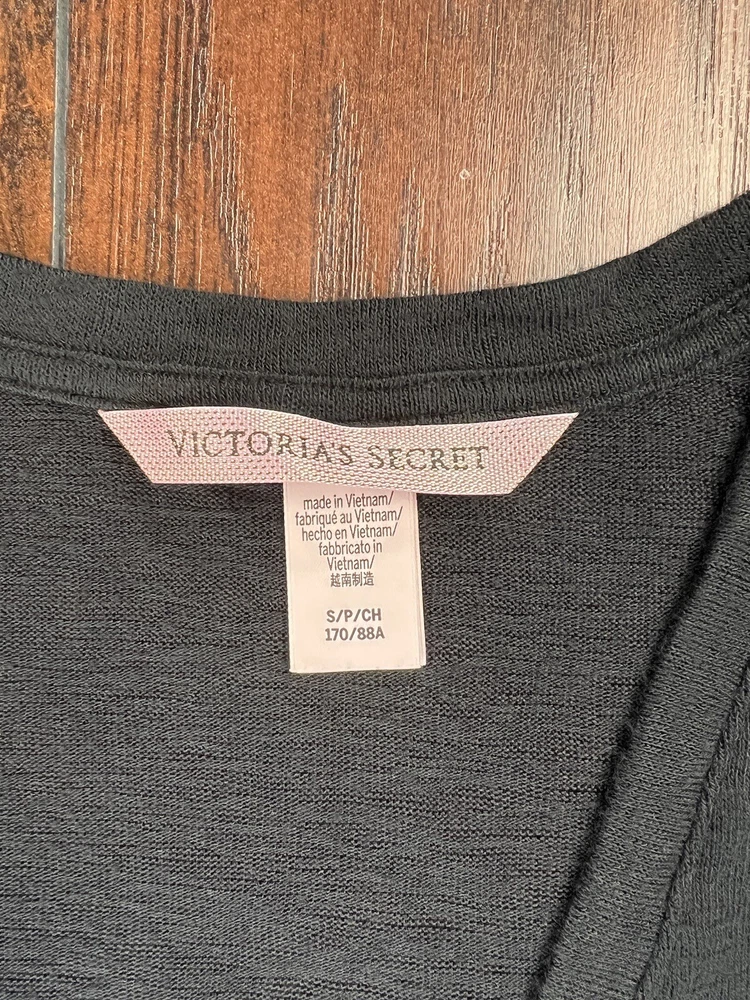 VICTORIA'S SECRET
made in Vietnam/
fabriqué au Vietnam/
hecho en Vietnam/
fabbricato in
Vietnam/
越南制造
S/P/CH
170/88A